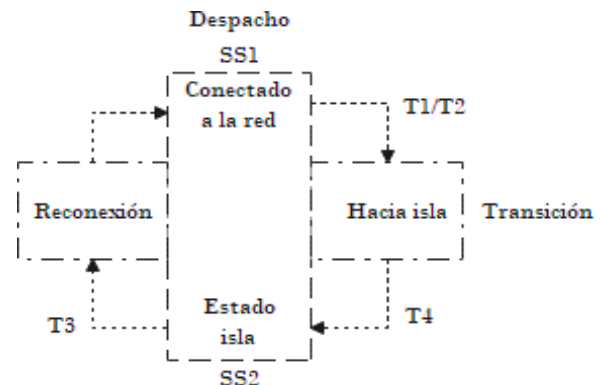 Despacho
SS1
Conectado
a la red
T1/T2
Reconexión
Hacia isla
Transición
Estado
isla
T3
T4
SS2